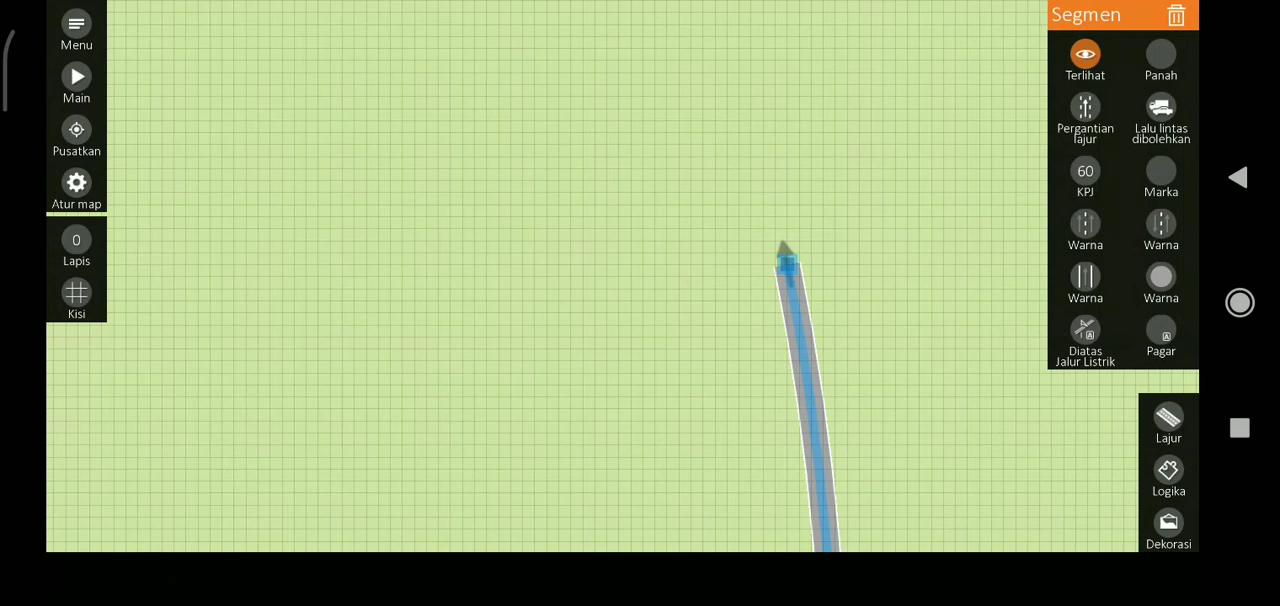 Menu
Main
Pusatkan
Atur map
0
Lapis
Kisi
Segmen
Terlihat
Panah
Pergantian
lajur
Lalu lintas
dibolehkan
60
KPJ
Marka
Warna
Warna
Warna
Warna
A
Diatas
Jalur Listrik
A
Pagar
Lajur
Logika
Dekorasi